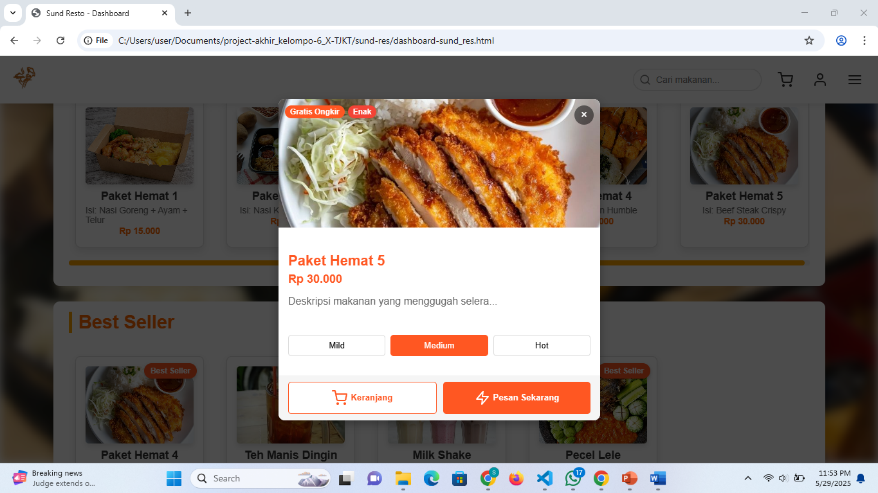 Sund Resto - Dashboard
File
C:/Users/user/Documents/project-akhir_kelompo-6_X-TJKT/sund-res/dashboard-sund_res.html
Cari makanan...
Gratis Ongkir
Enak
Paket Hemat 1
Isi: Nasi Goreng + Ayam +
Telur
Rp 15.000
Paket
Isi: Nasi K
4
Humble
.000
Paket Hemat 5
Isi: Beef Steak Crispy
Rp 30.000
Paket Hemat 5
Rp 30.000
Deskripsi makanan yang menggugah selera...
Mild
Medium
Hot
Keranjang
Pesan Sekarang
Best Seller
Best Seller
Best Seller
Paket Hemat 4
Teh Manis Dingin
Milk Shake
Pecel Lele
Breaking news
Judge extends o...
Search
S
17
11:53 PM
5/29/2025